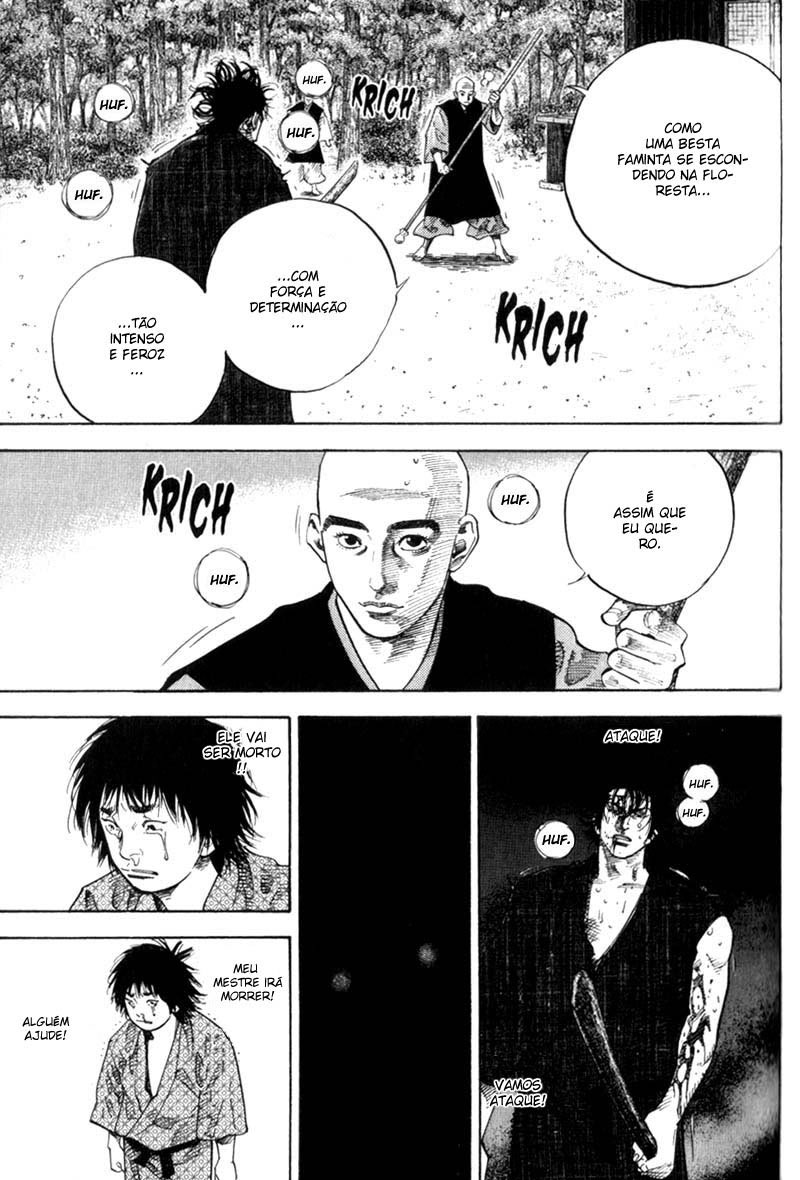 COMO
UMA BESTA
FAMINTA SE ESCON-
DENDO NA FLO-
RESTA...
KRICH
HUF.
HUF.
HUF.
HUF.
...COM
FORÇA E
DETERMINAÇÃO
...
...TÃO
INTENSO
E FEROZ
...
KRICH
É
ASSIM QUE
EU QUE-
RO.
HUF.
KRICH
HUF.
ATAQUE!
HUF.
HUF.
HUF.
VAMOS
ATAQUE!
ELE VAI
SER MORTO
!!
MEU
MESTRE IRÁ
MORRER!
ALGUÉM
AJUDE!